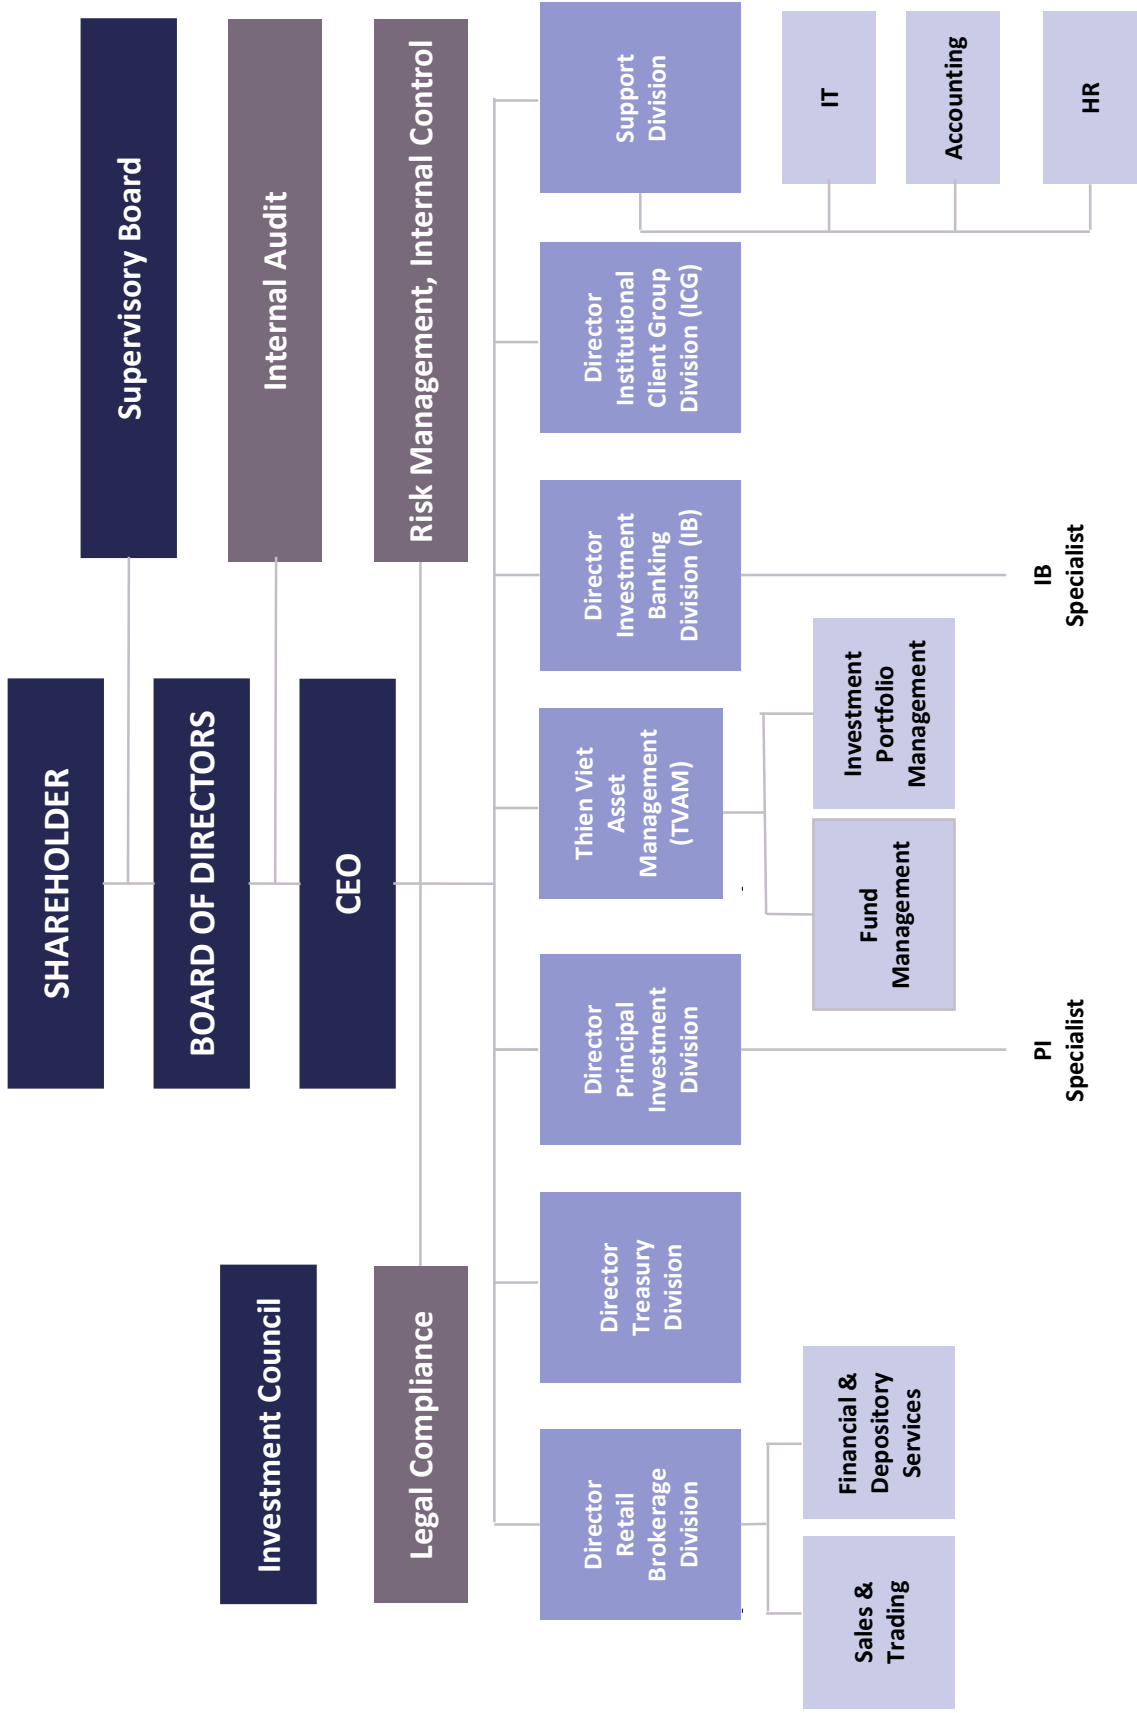 SHAREHOLDER
Supervisory Board
BOARD OF DIRECTORS
Investment Council
Internal Audit
CEO
Legal Compliance
Risk Management, Internal Control
Director
Retail
Brokerage
Division
Director
Treasury
Division
Director
Principal
Investment
Division
Thien Viet
Asset
Management
(TVAM)
Director
Investment
Banking
Division (IB)
Director
Institutional
Client Group
Division (ICG)
Support
Division
Sales &
Trading
Financial &
Depository
Services
PI
Specialist
Fund
Management
Investment
Portfolio
Management
IB
Specialist
IT
Accounting
HR